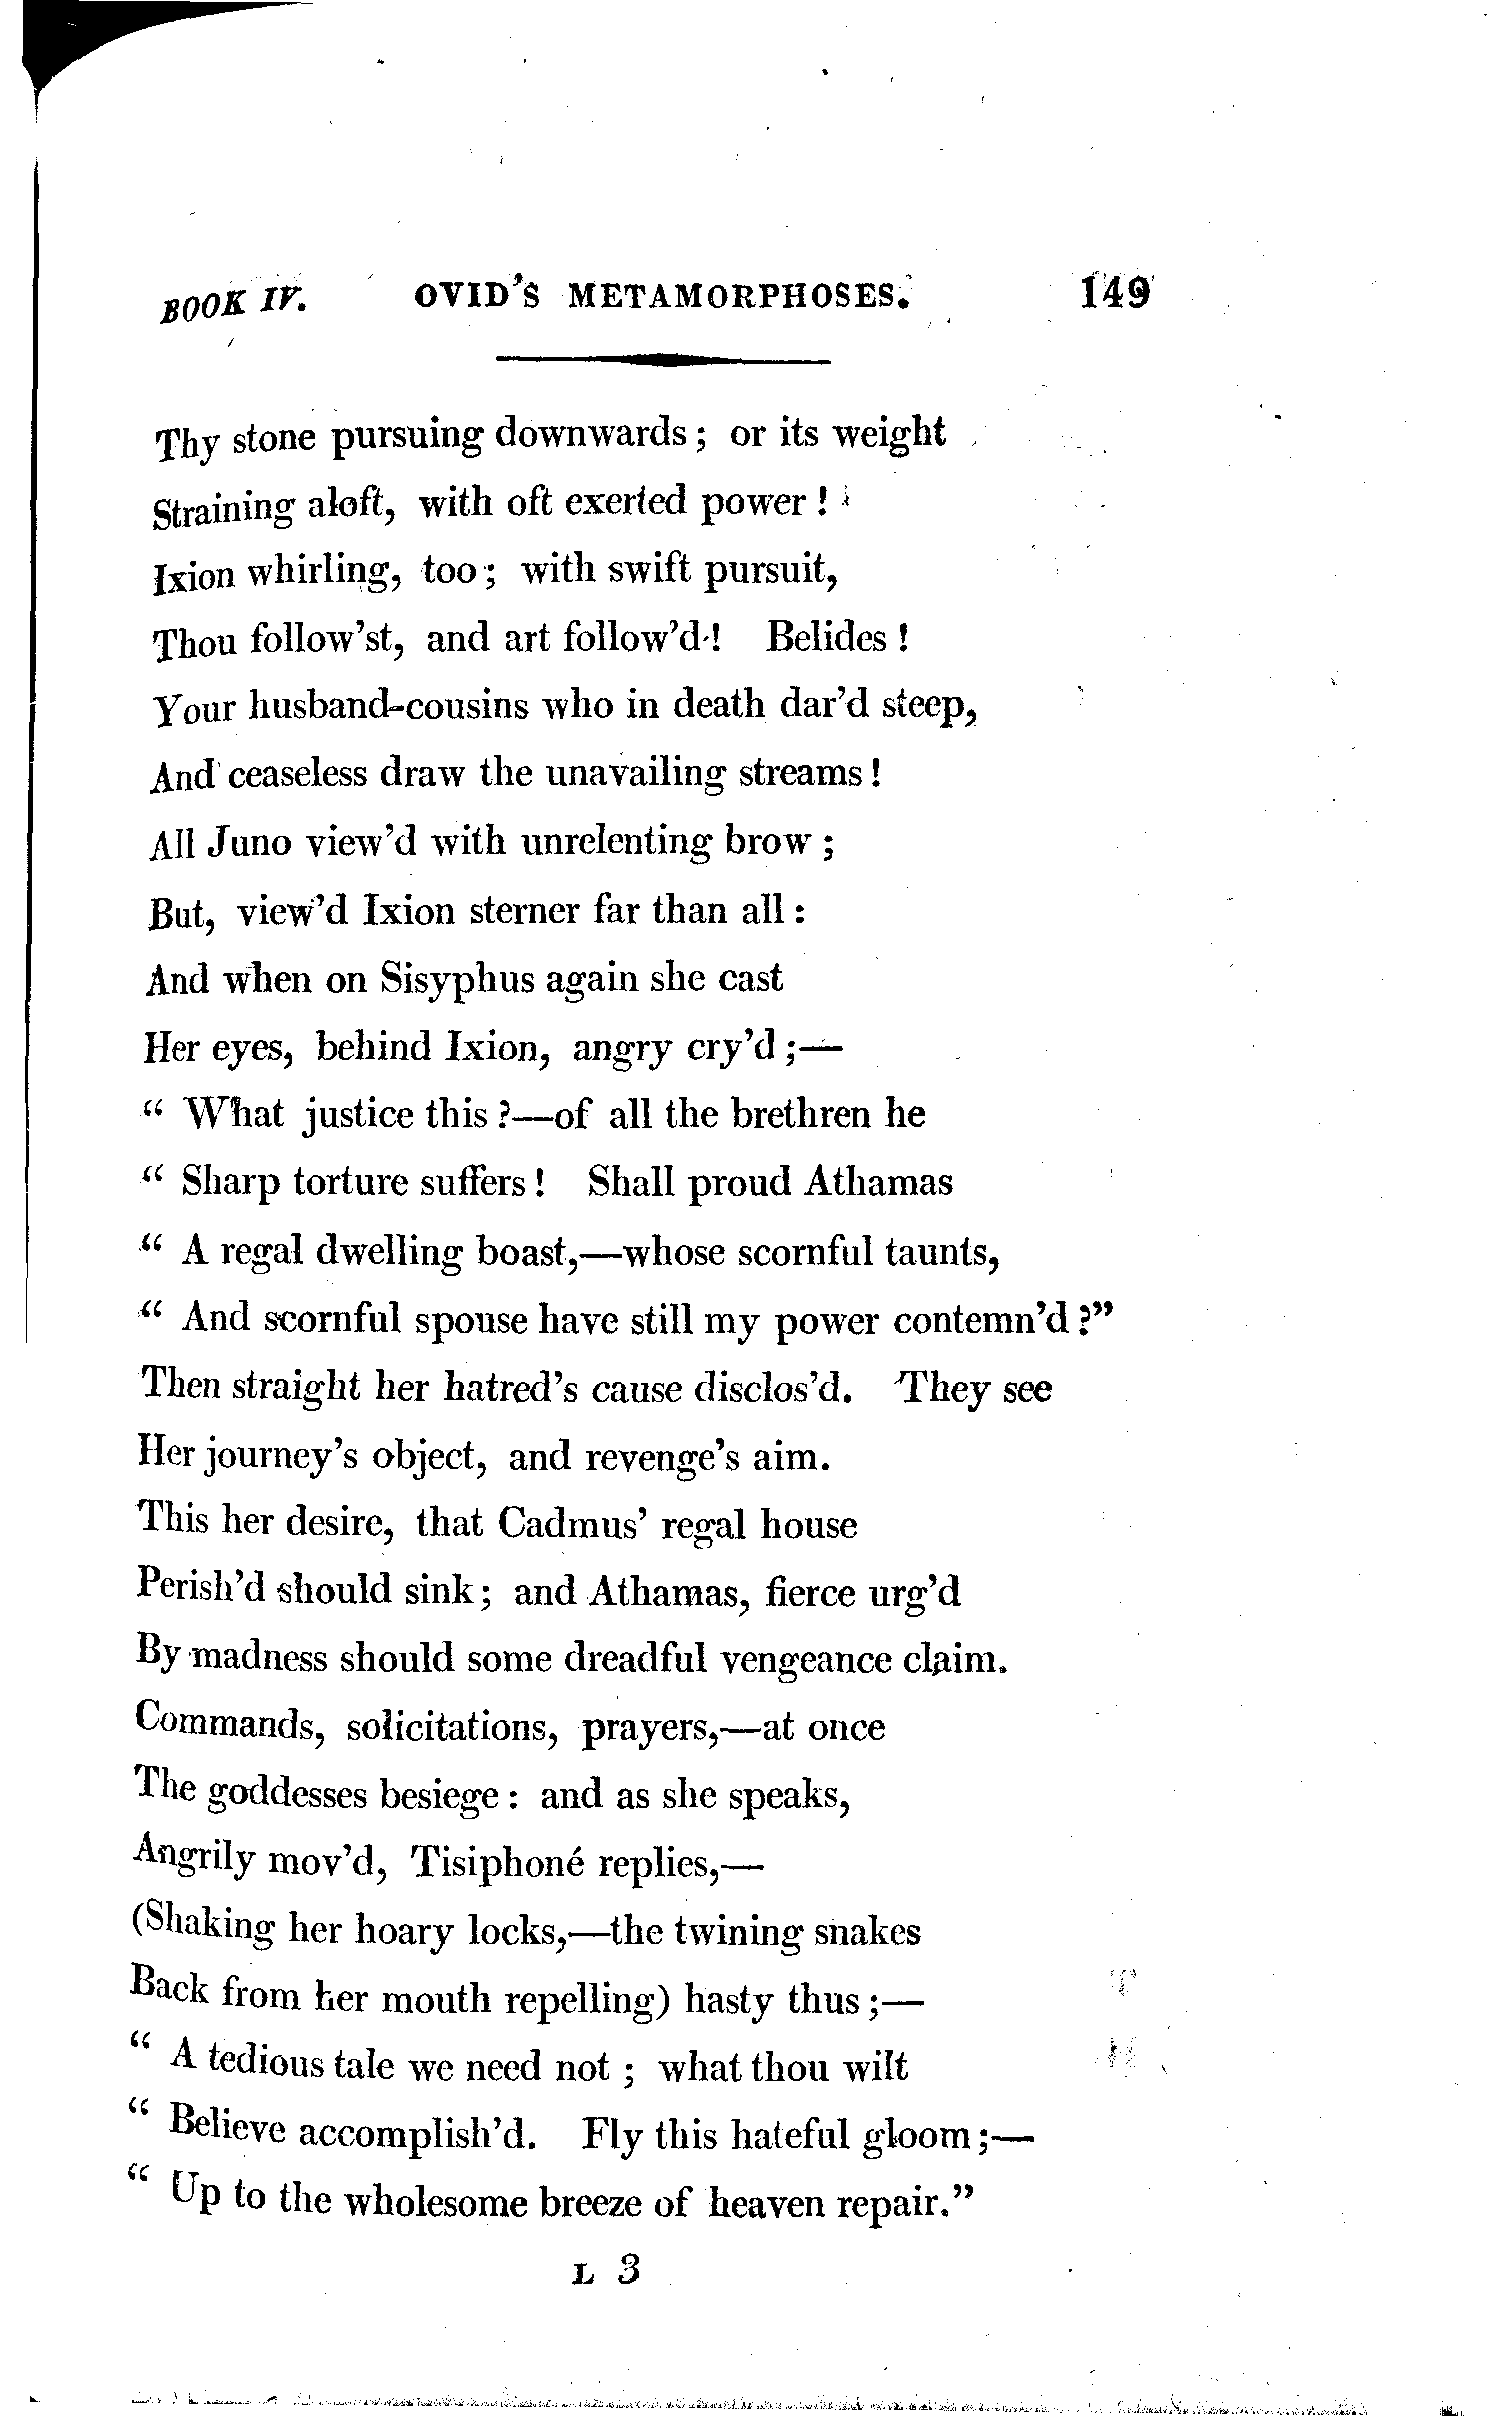 BOOK IV. OVID'S METAMORPHOSES. 149
Thy stone pursuing downwards; or its weight
Straining aloft, with oft exerted power!
Ixion whirling, too; with swift pursuit,
Thou follow'st, and art follow'd! Belides!
Your husband-cousins who in death dar'd steep,
And ceaseless draw the unavailing streams!
All Juno view'd with unrelenting brow;
But, view'd Ixion sterner far than all:
And when on Sisyphus again she cast
Her eyes, behind Ixion, angry cry'd;—
" What justice this?—of all the brethren he
" Sharp torture suffers! Shall proud Athamas
" A regal dwelling boast,—whose scornful taunts,
" And scornful spouse have still my power contemn'd?"
Then straight her hatred's cause disclos'd. They see
Her journey's object, and revenge's aim.
This her desire, that Cadmus' regal house
Perish'd should sink; and Athamas, fierce urg'd
By madness should some dreadful vengeance claim.
Commands, solicitations, prayers,—at once
The goddesses besiege: and as she speaks,
Angrily mov'd, Tisiphoné replies,—
(Shaking her hoary locks,—the twining snakes
Back from her mouth repelling) hasty thus;—
" A tedious tale we need not; what thou wilt
" Believe accomplish'd. Fly this hateful gloom;—
" Up to the wholesome breeze of heaven repair."
L 3